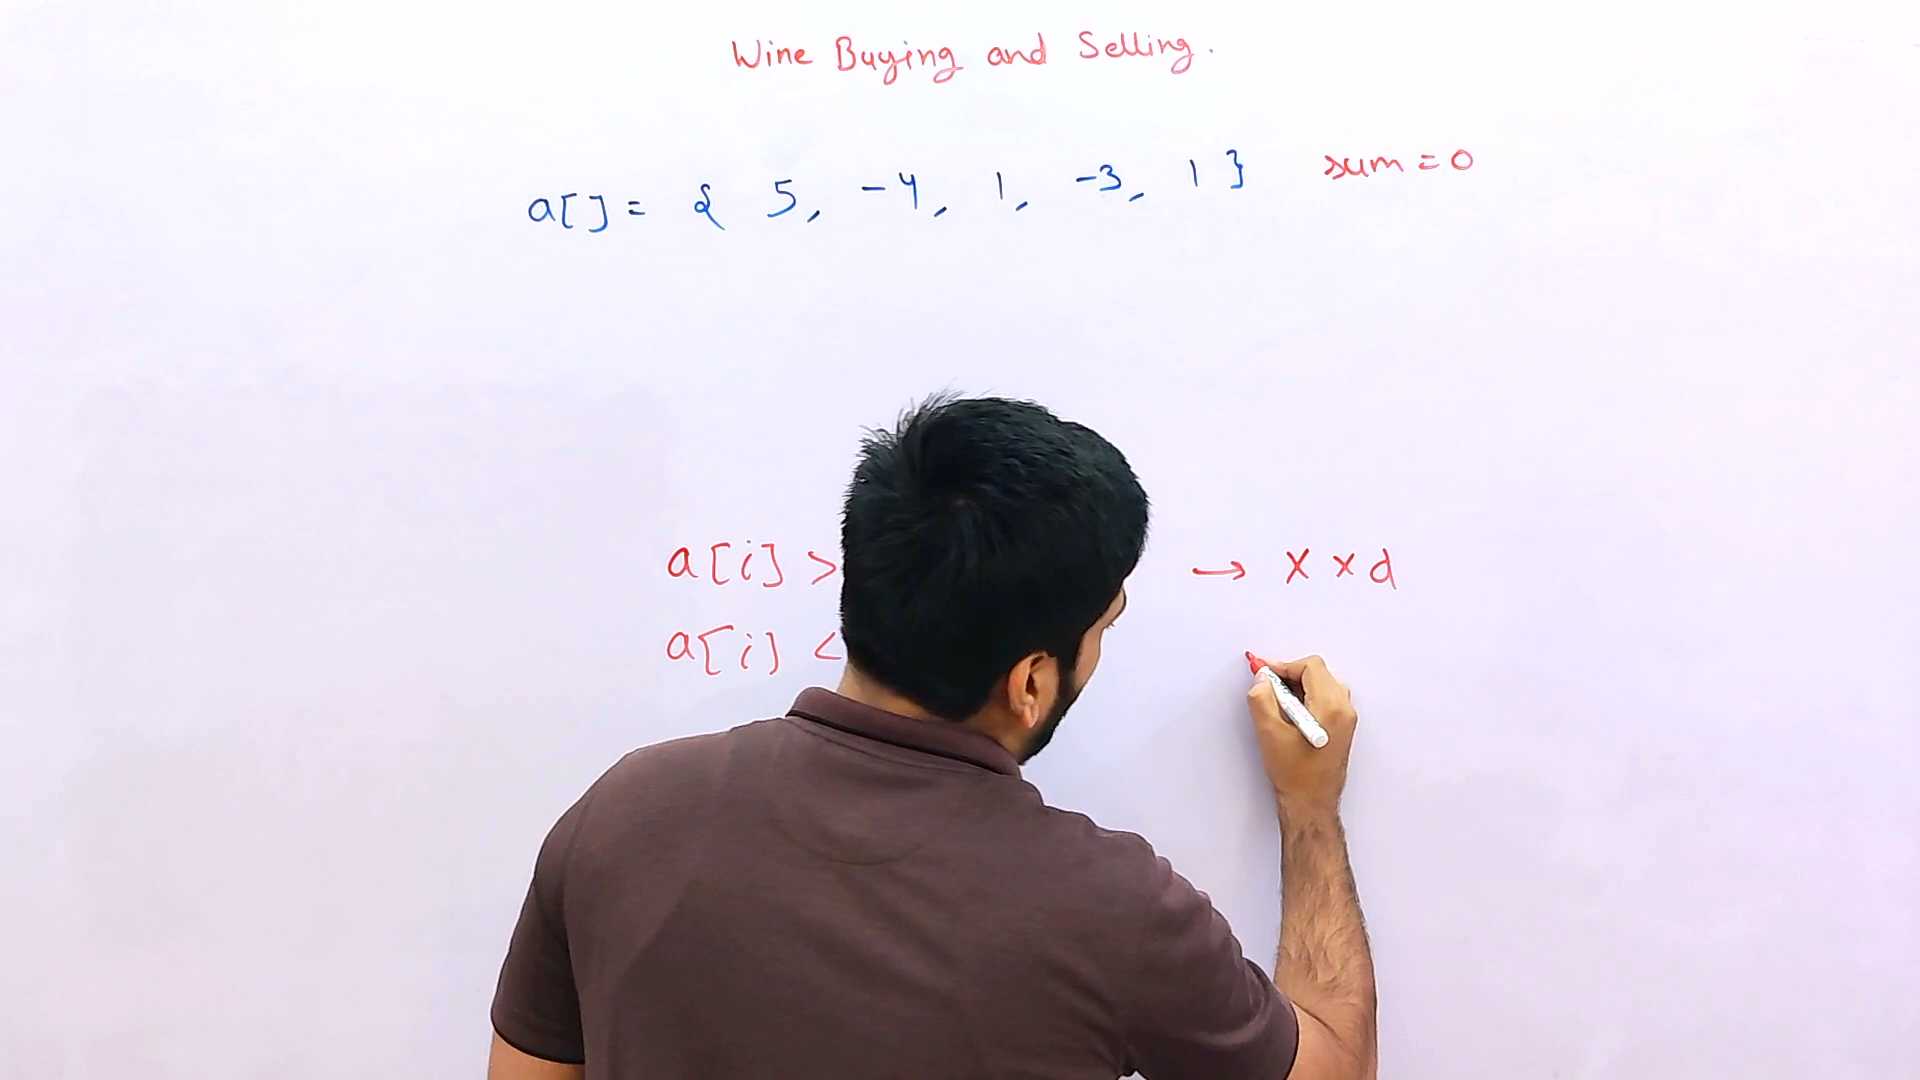 Wine Buying and Selling.
a[] = { 5, -4, 1, -3, 1 } sum = 0
a[i] > → X x d
a[i] <